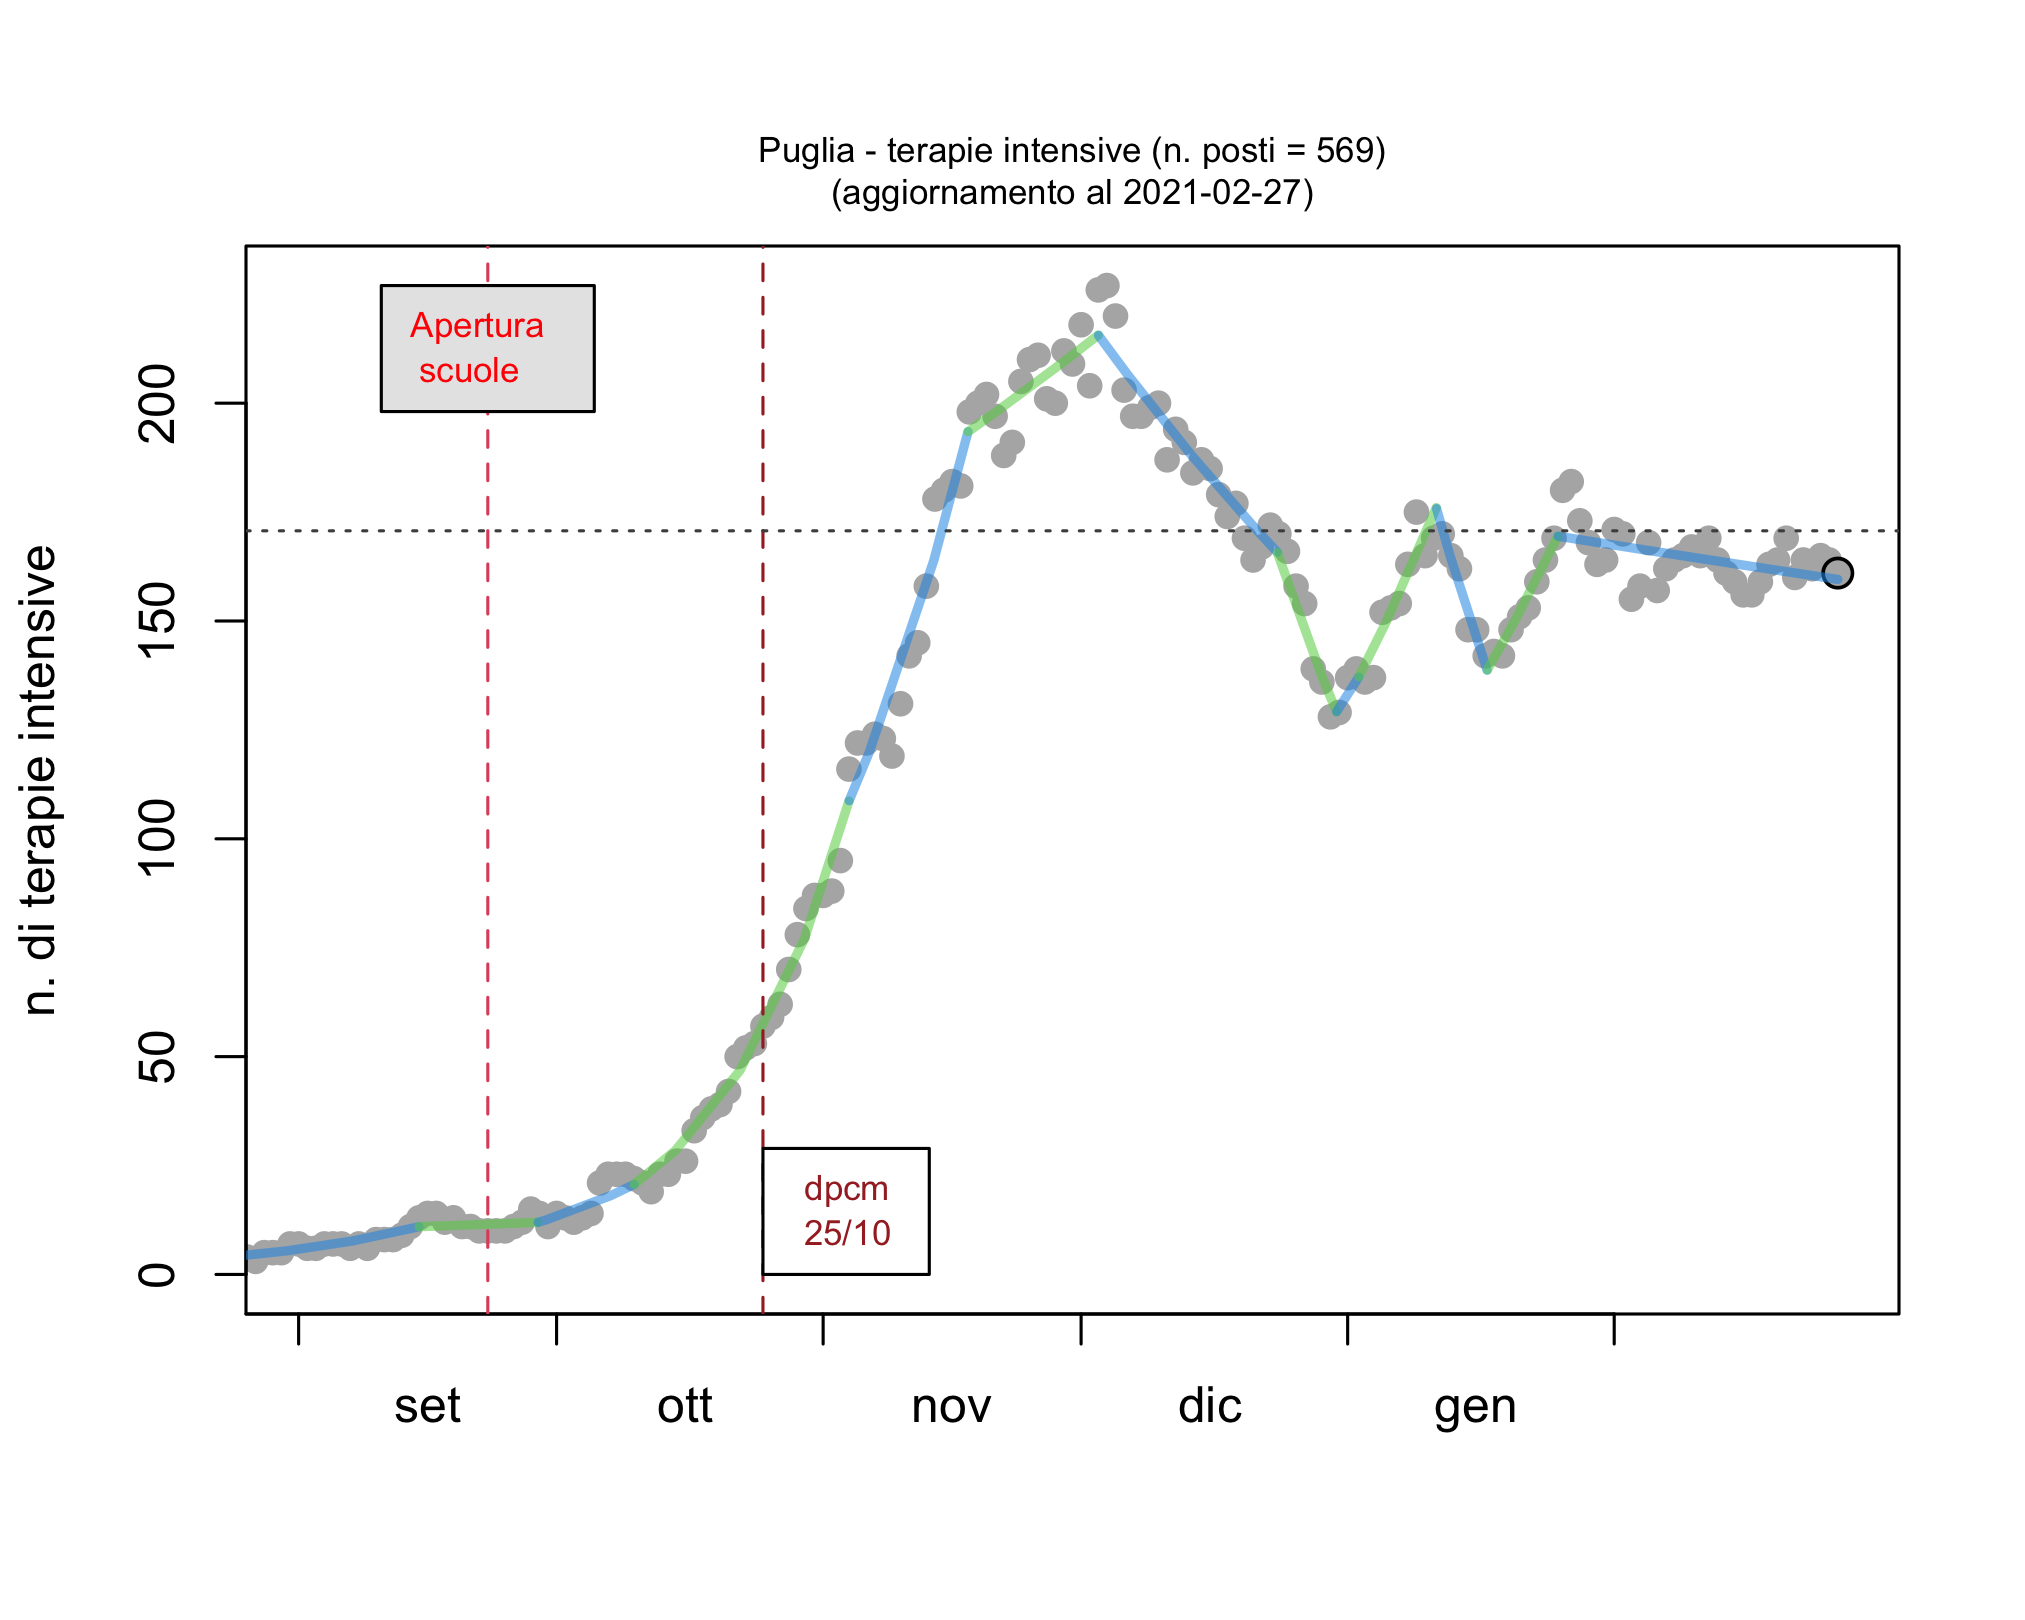 Puglia - terapie intensive (n. posti = 569)
(aggiornamento al 2021-02-27)
Apertura
scuole
n. di terapie intensive
200
150
100
50
0
dpcm
25/10
set ott nov dic gen